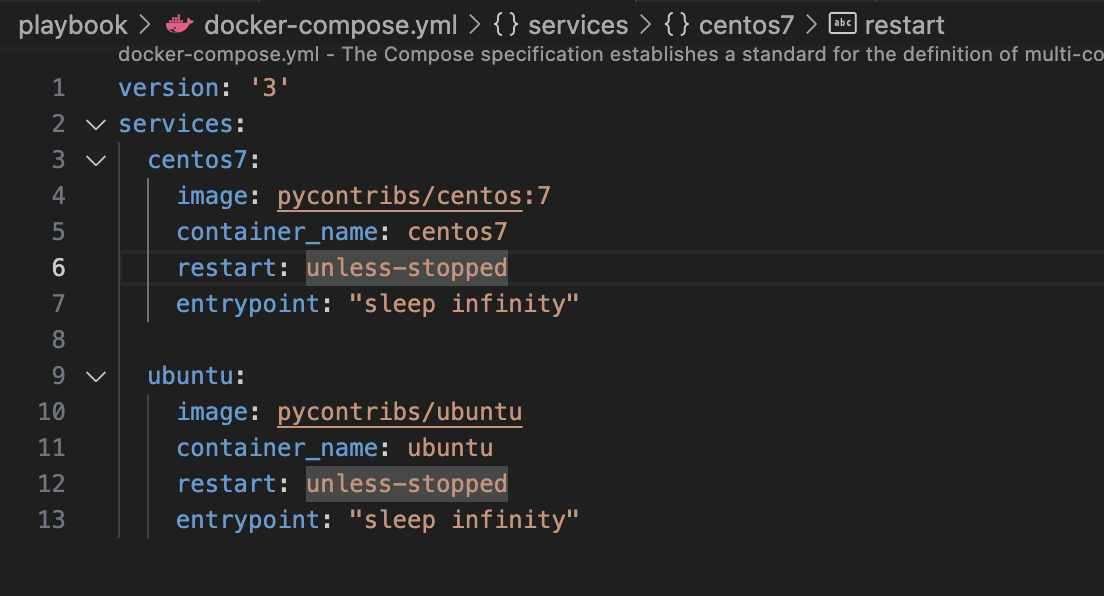 playbook > docker-compose.yml > {} services > {} centos7 > abc restart
docker-compose.yml - The Compose specification establishes a standard for the definition of multi-co
1 version: '3'
2 services:
3 centos7:
4 image: pycontribs/centos:7
5 container_name: centos7
6 restart: unless-stopped
7 entrypoint: "sleep infinity"
8
9 ubuntu:
10 image: pycontribs/ubuntu
11 container_name: ubuntu
12 restart: unless-stopped
13 entrypoint: "sleep infinity"